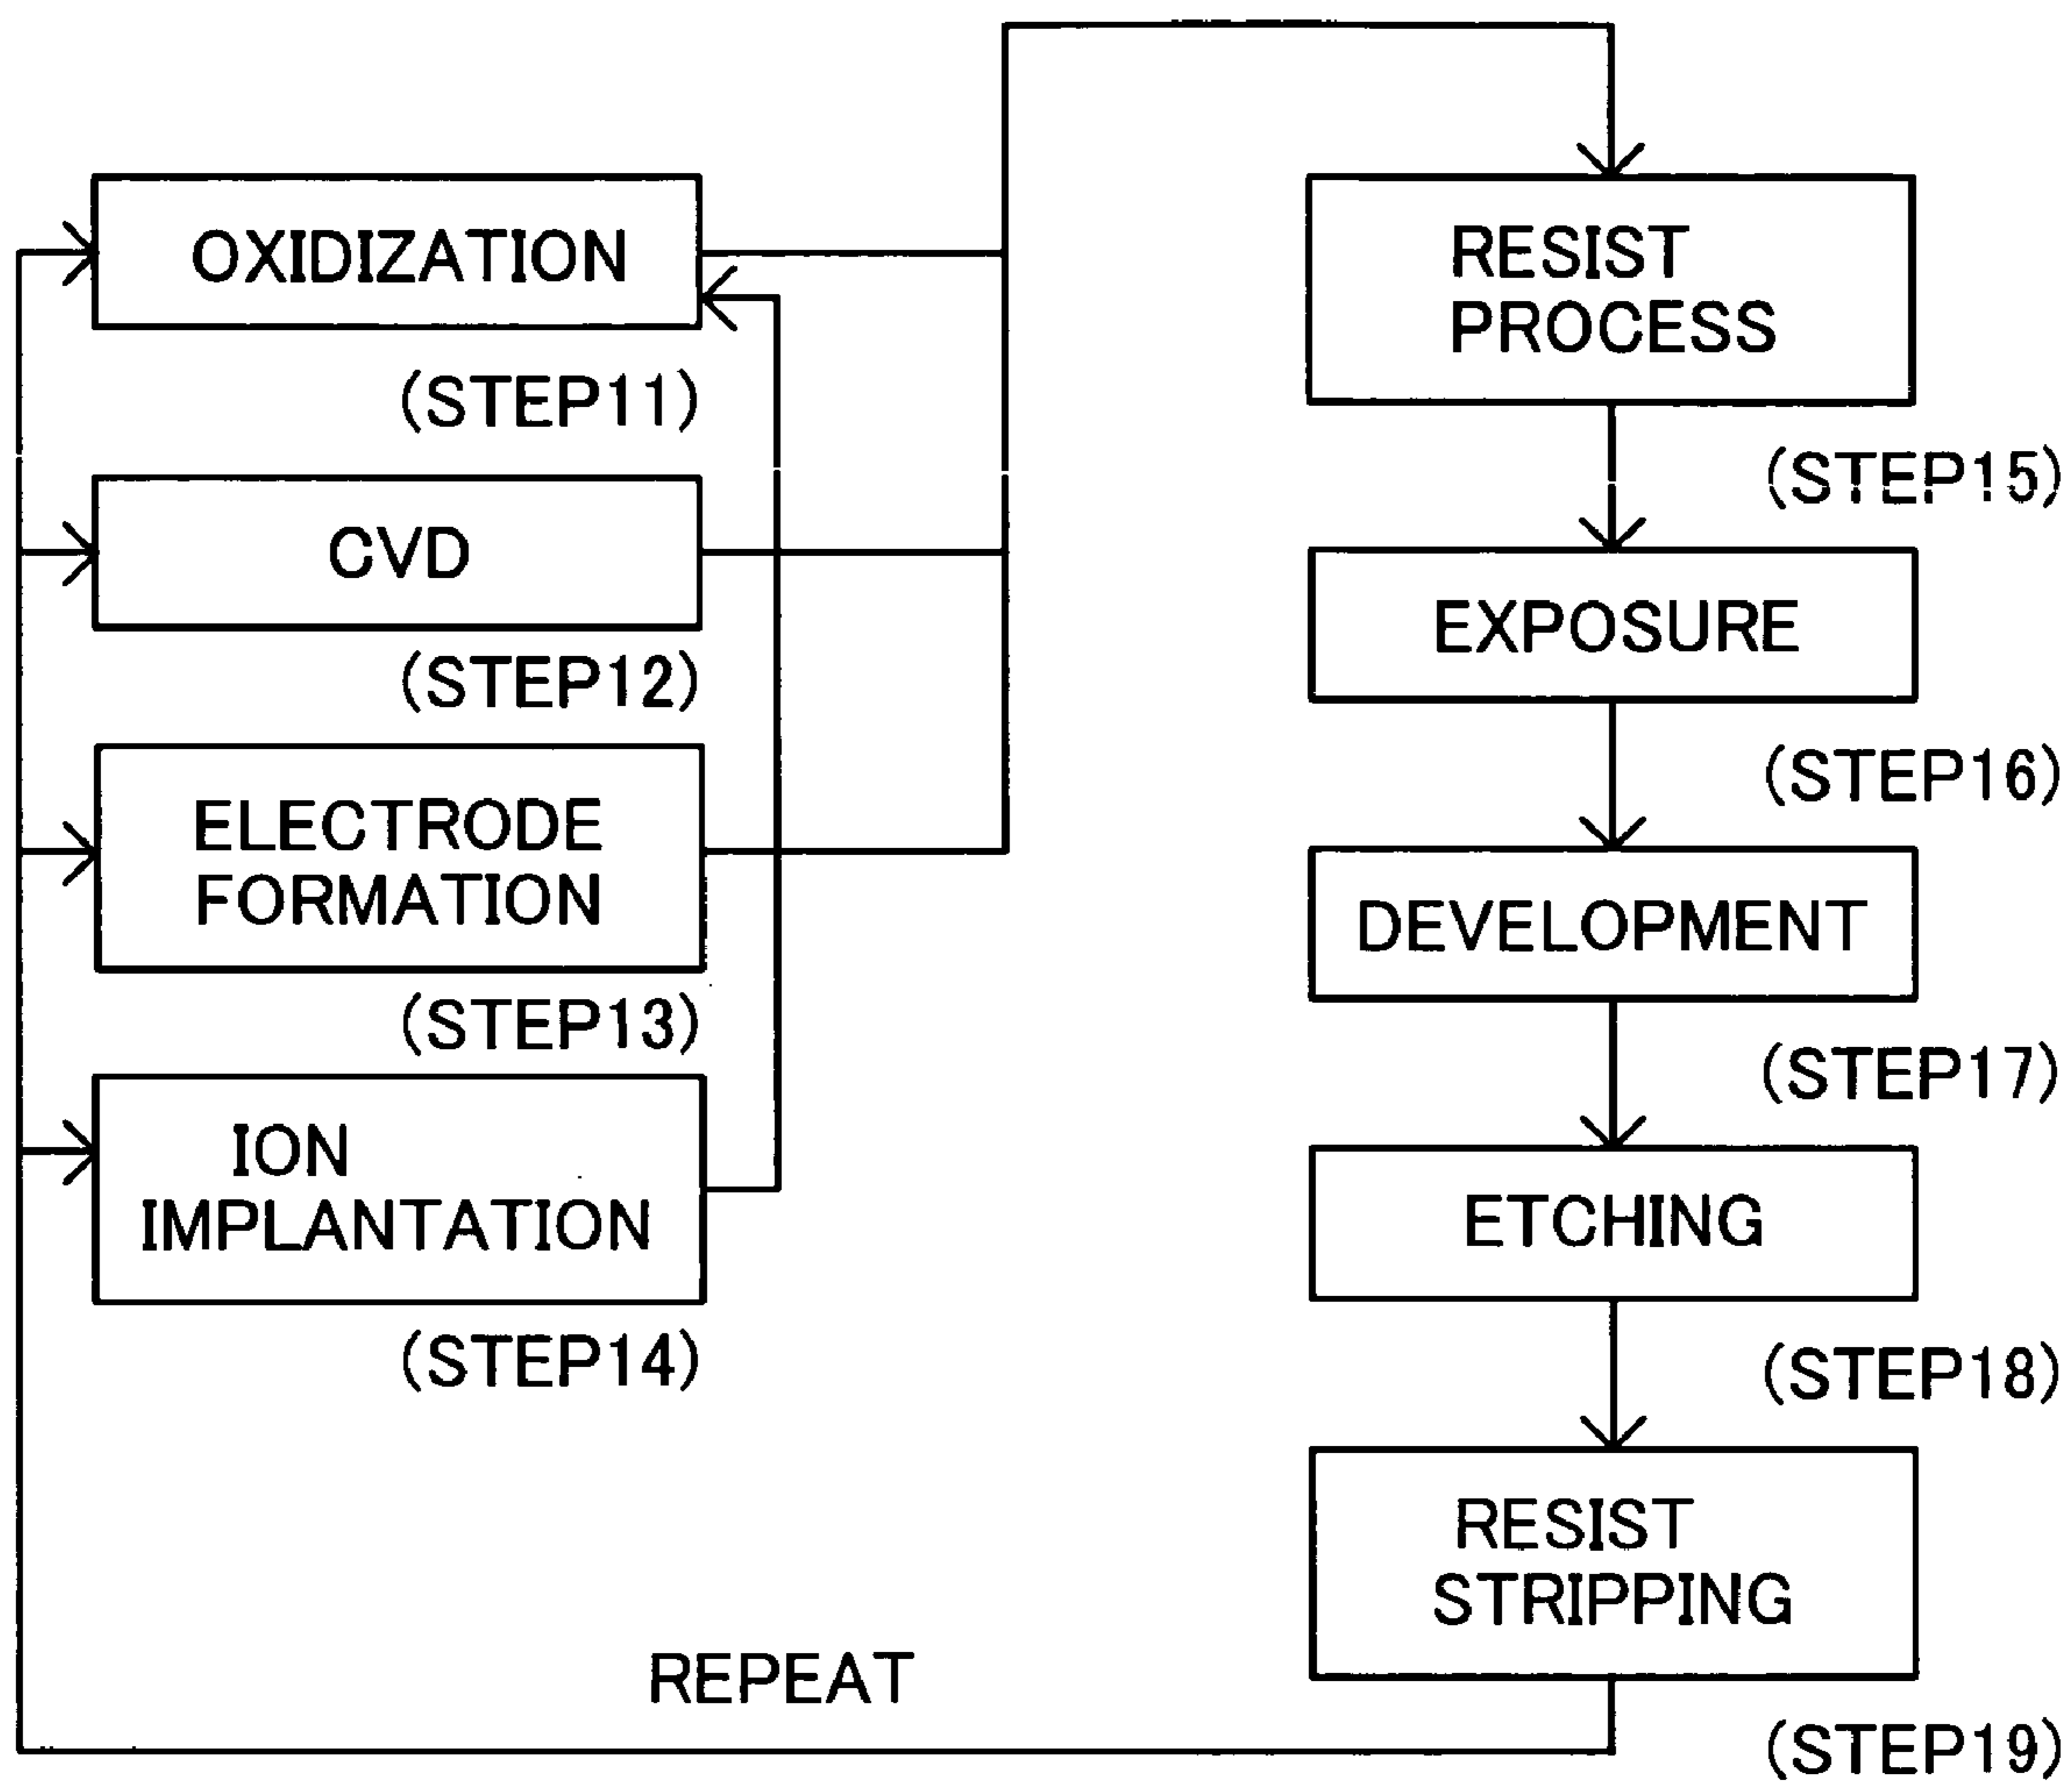 OXIDIZATION
(STEP11)
CVD
(STEP12)
ELECTRODE
FORMATION
(STEP13)
ION
IMPLANTATION
(STEP14)
RESIST
PROCESS
(STEP15)
EXPOSURE
(STEP16)
DEVELOPMENT
(STEP17)
ETCHING
(STEP18)
RESIST
STRIPPING
(STEP19)
REPEAT